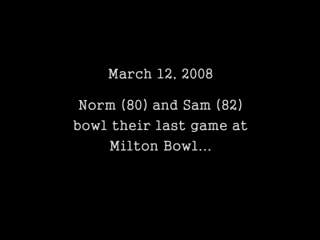 March 12, 2008
Norm (80) and Sam (82)
bowl their last game at
Milton Bowl...